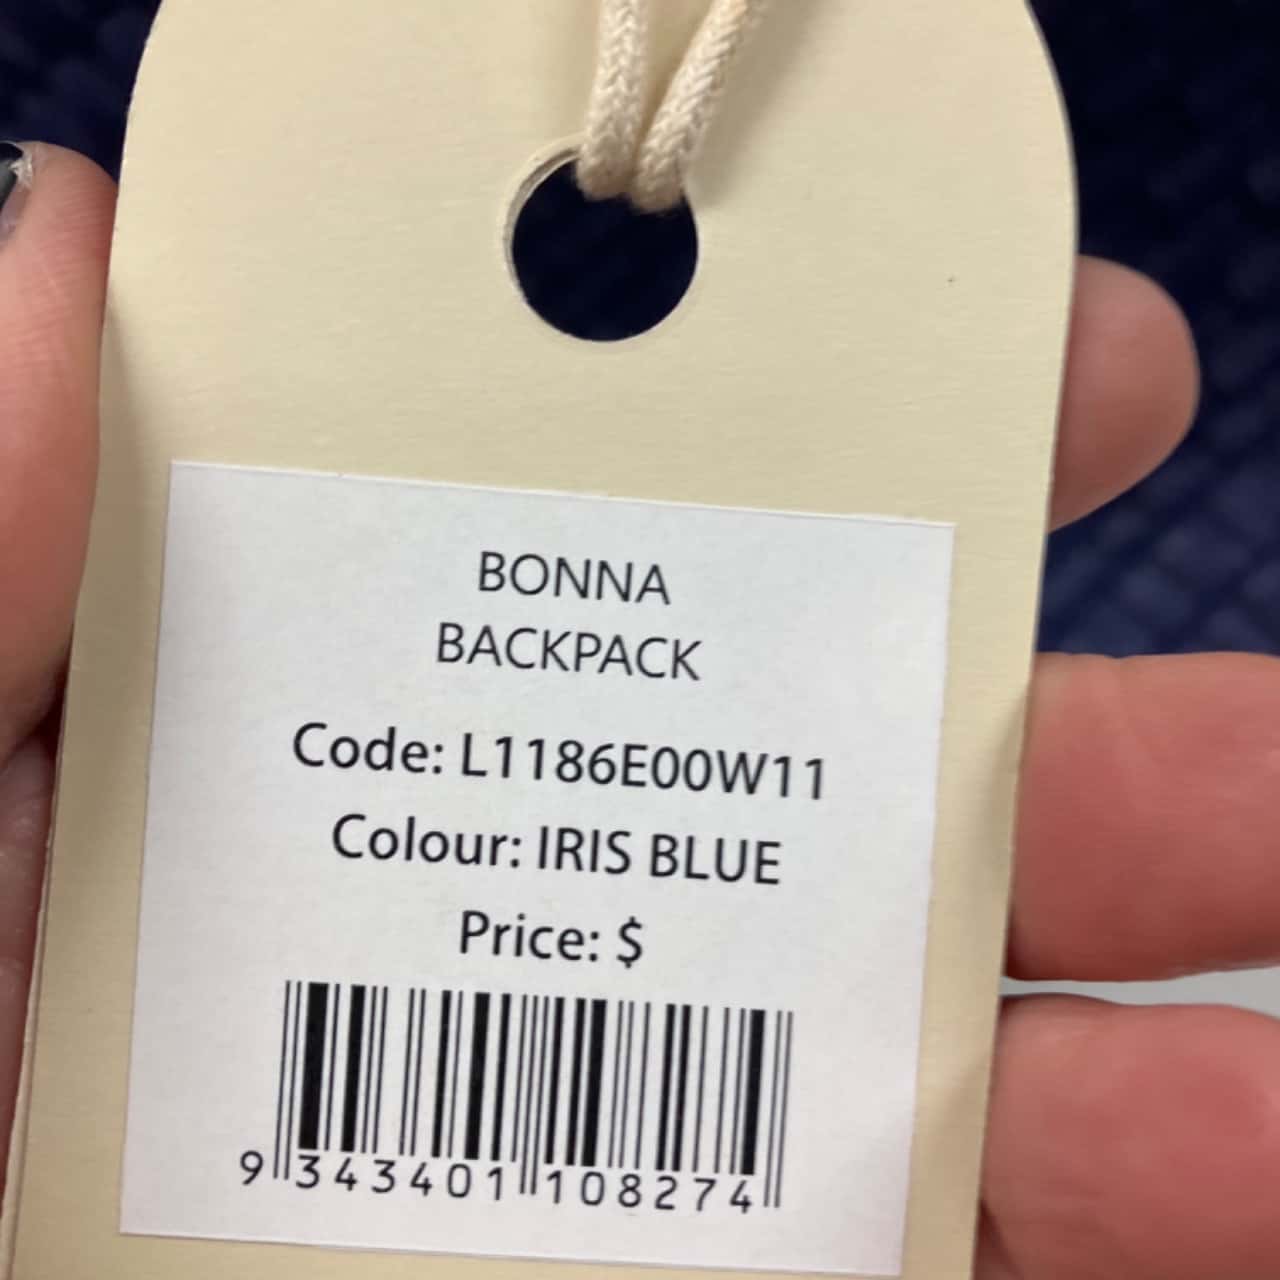 BONNA
BACKPACK
Code: L1186E00W11
Colour: IRIS BLUE
Price: $
9 343401 108274